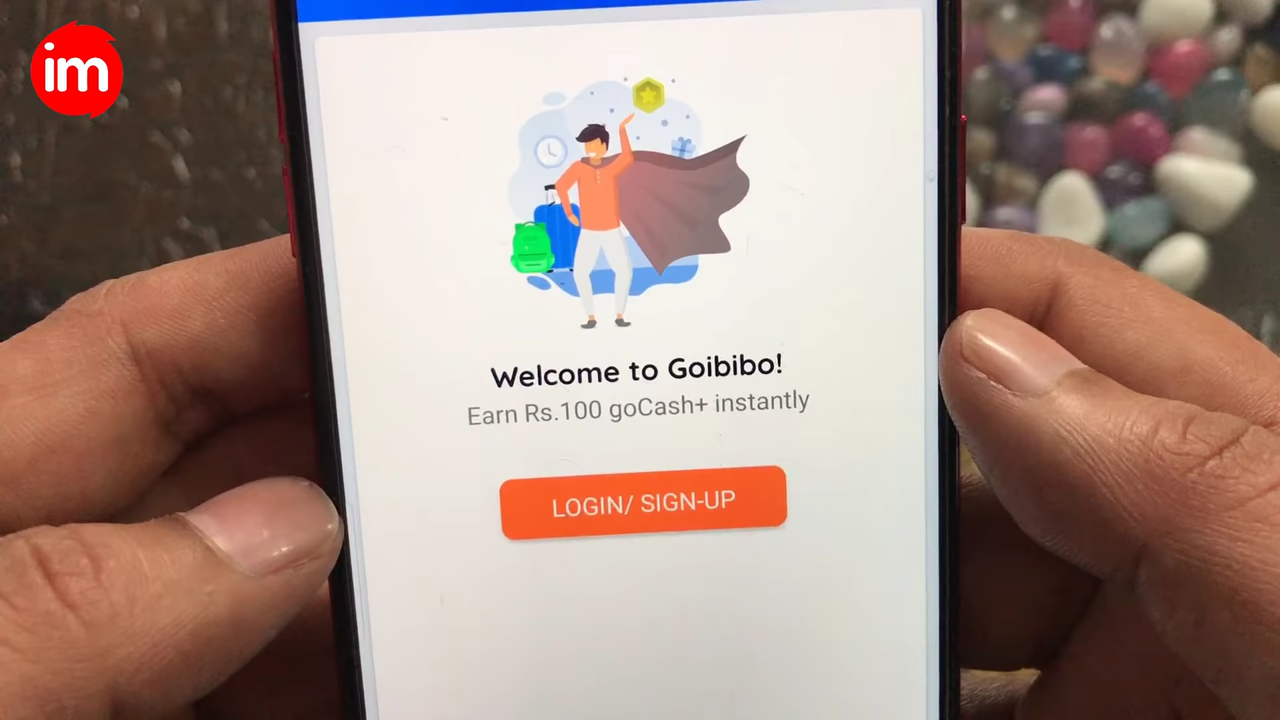 im
Welcome to Goibibo!
Earn Rs.100 goCash+ instantly
LOGIN/ SIGN-UP